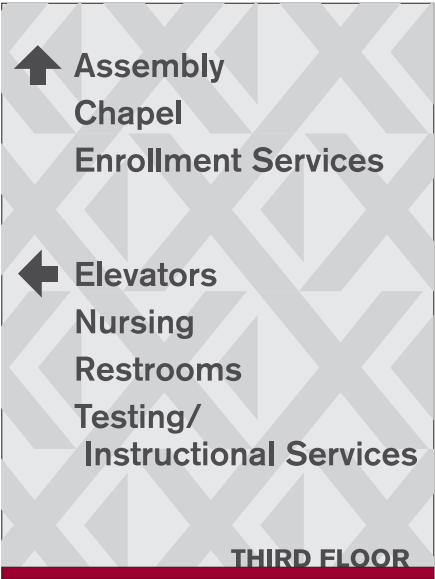 Assembly
Chapel
Enrollment Services
Elevators
Nursing
Restrooms
Testing/
Instructional Services
THIRD FLOOR